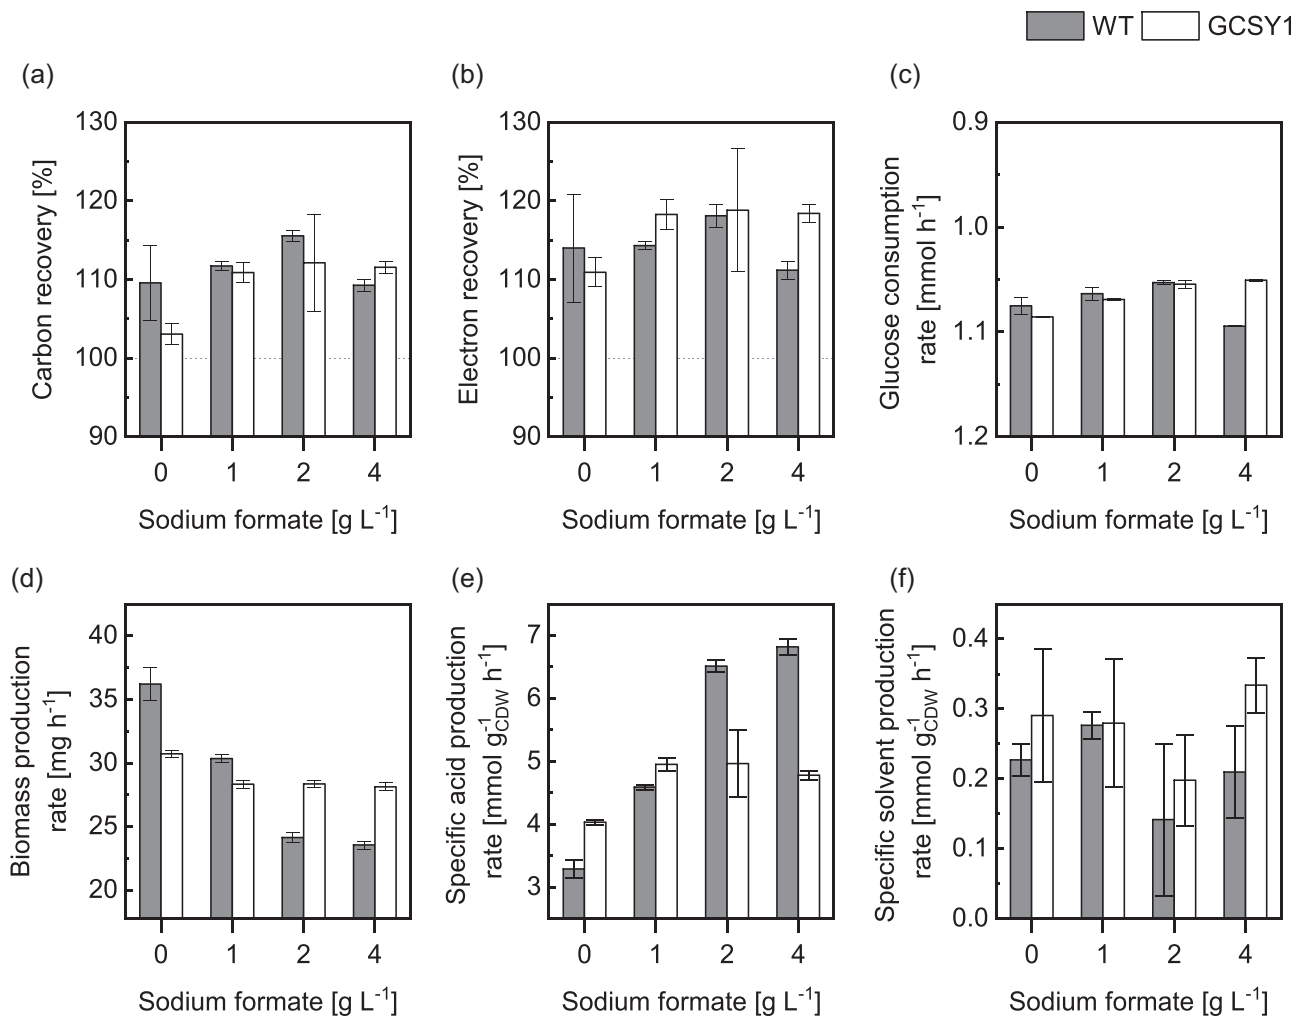 WT GCSY1
(a)
Carbon recovery [%]
130
120
110
100
90
0 1 2 4
Sodium formate [g L⁻¹]
(b)
Electron recovery [%]
130
120
110
100
90
0 1 2 4
Sodium formate [g L⁻¹]
(c)
Glucose consumption
rate [mmol h⁻¹]
0.9
1.0
1.1
1.2
0 1 2 4
Sodium formate [g L⁻¹]
(d)
Biomass production
rate [mg h⁻¹]
40
35
30
25
20
0 1 2 4
Sodium formate [g L⁻¹]
(e)
Specific acid production
rate [mmol g⁻¹CDW h⁻¹]
7
6
5
4
3
0 1 2 4
Sodium formate [g L⁻¹]
(f)
Specific solvent production
rate [mmol g⁻¹CDW h⁻¹]
0.4
0.3
0.2
0.1
0.0
0 1 2 4
Sodium formate [g L⁻¹]